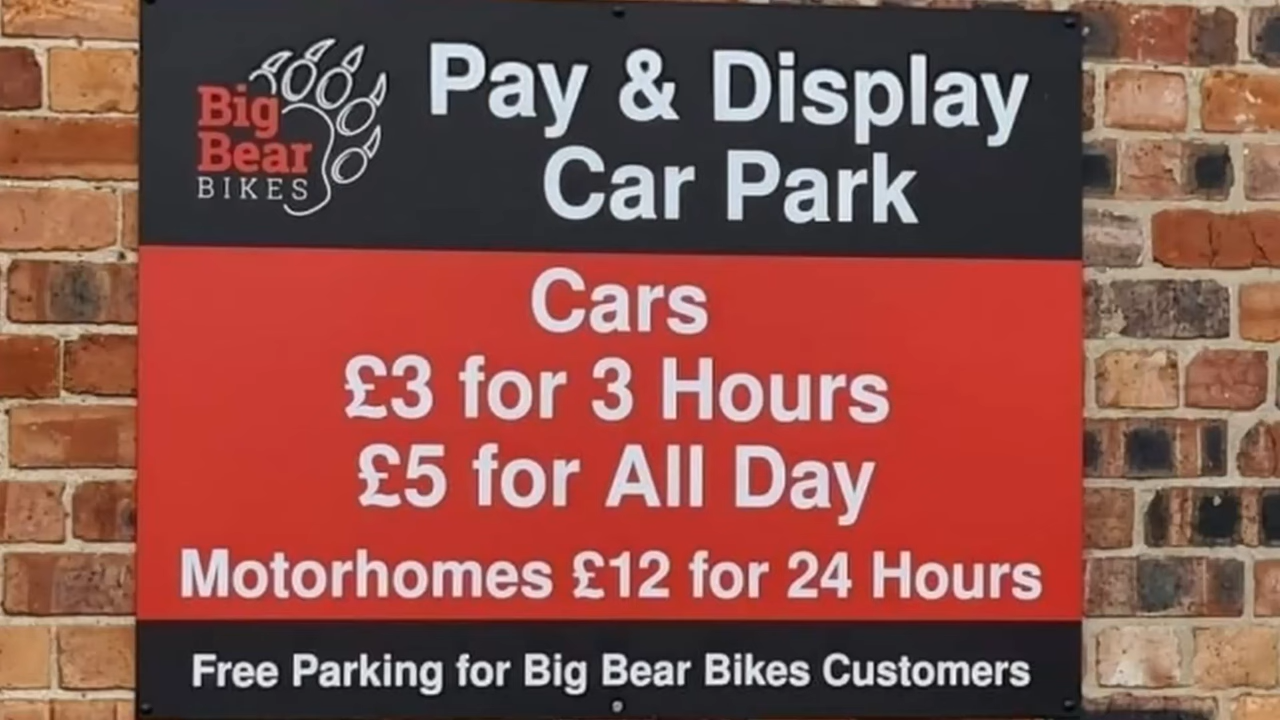 Big
Bear
BIKES
Pay & Display
Car Park
Cars
£3 for 3 Hours
£5 for All Day
Motorhomes £12 for 24 Hours
Free Parking for Big Bear Bikes Customers